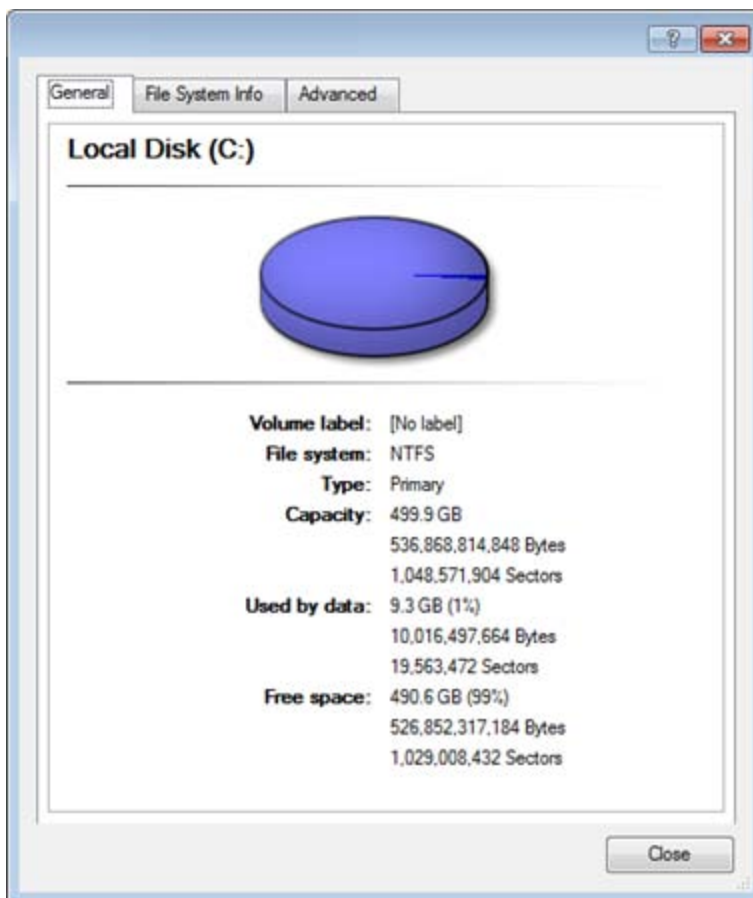 General File System Info Advanced
Local Disk (C:)
Volume label: [No label]
File system: NTFS
Type: Primary
Capacity: 499.9 GB
536,868,814,848 Bytes
1,048,571,904 Sectors
Used by data: 9.3 GB (1%)
10,016,497,664 Bytes
19,563,472 Sectors
Free space: 490.6 GB (99%)
526,852,317,184 Bytes
1,029,008,432 Sectors
Close